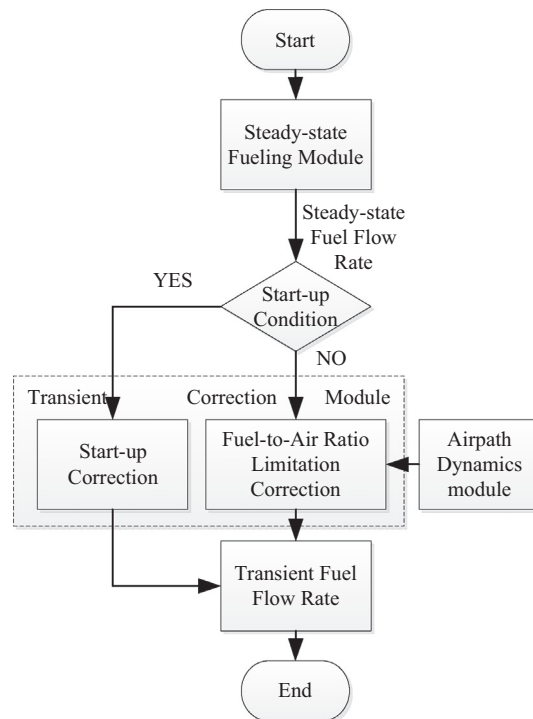 Start
Steady-state
Fueling Module
Steady-state
Fuel Flow
Rate
YES
Start-up
Condition
NO
Transient Correction Module
Start-up
Correction
Fuel-to-Air Ratio
Limitation
Correction
Airpath
Dynamics
module
Transient Fuel
Flow Rate
End